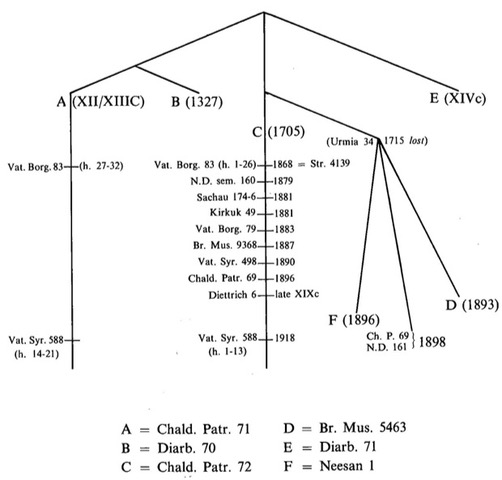 A (XII/XIIIC)
B (1327)
E (XIVc)
C (1705)
(Urmia 34 1715 lost)
Vat. Borg. 83 (h. 27-32)
Vat. Borg. 83 (h. 1-26) 1868 = Str. 4139
N.D. sem. 160 1879
Sachau 174-6 1881
Kirkuk 49 1881
Vat. Borg. 79 1883
Br. Mus. 9368 1887
Vat. Syr. 498 1890
Chald. Patr. 69 1896
Diettrich 6 late XIXc
D (1893)
F (1896)
Ch. P. 69
N.D. 161 } 1898
Vat. Syr. 588
(h. 14-21)
Vat. Syr. 588 1918
(h. 1-13)
A = Chald. Patr. 71
B = Diarb. 70
C = Chald. Patr. 72
D = Br. Mus. 5463
E = Diarb. 71
F = Neesan 1